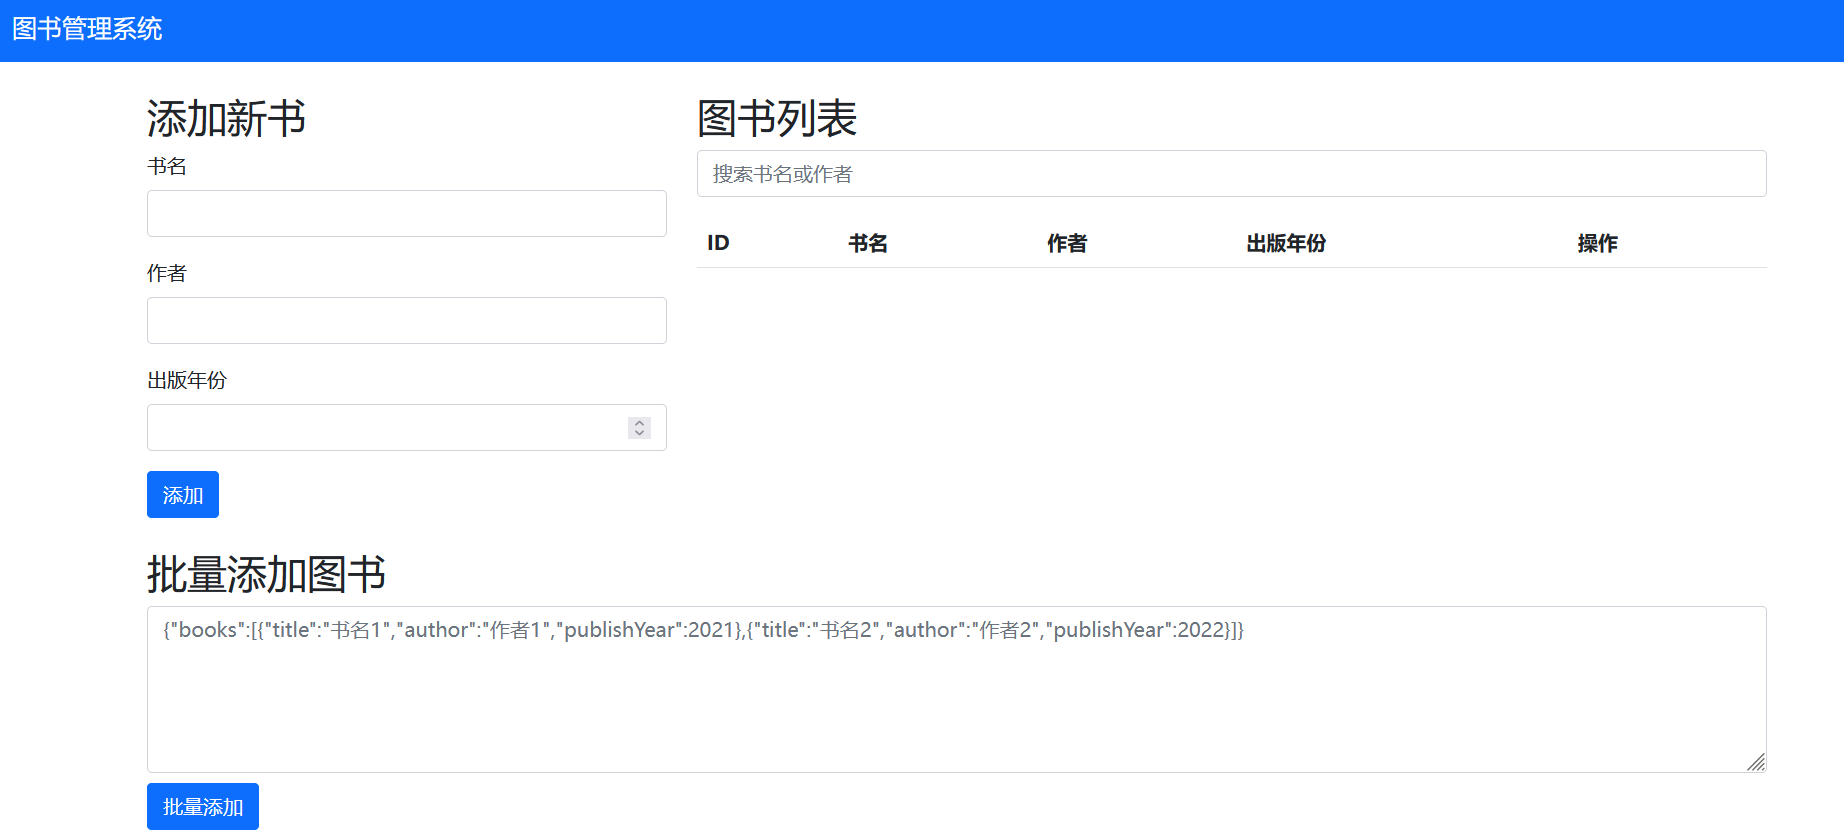 图书管理系统
添加新书
书名
作者
出版年份
添加
图书列表
搜索书名或作者
ID 书名 作者 出版年份 操作
批量添加图书
{"books":[{"title":"书名1","author":"作者1","publishYear":2021},{"title":"书名2","author":"作者2","publishYear":2022}]}
批量添加